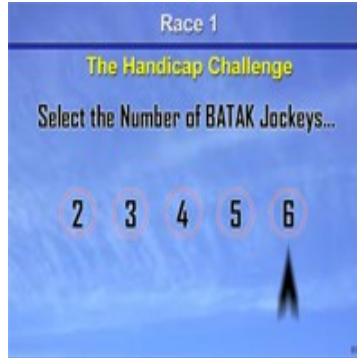 Race 1
The Handicap Challenge
Select the Number of BATAK Jockeys...
2 3 4 5 6